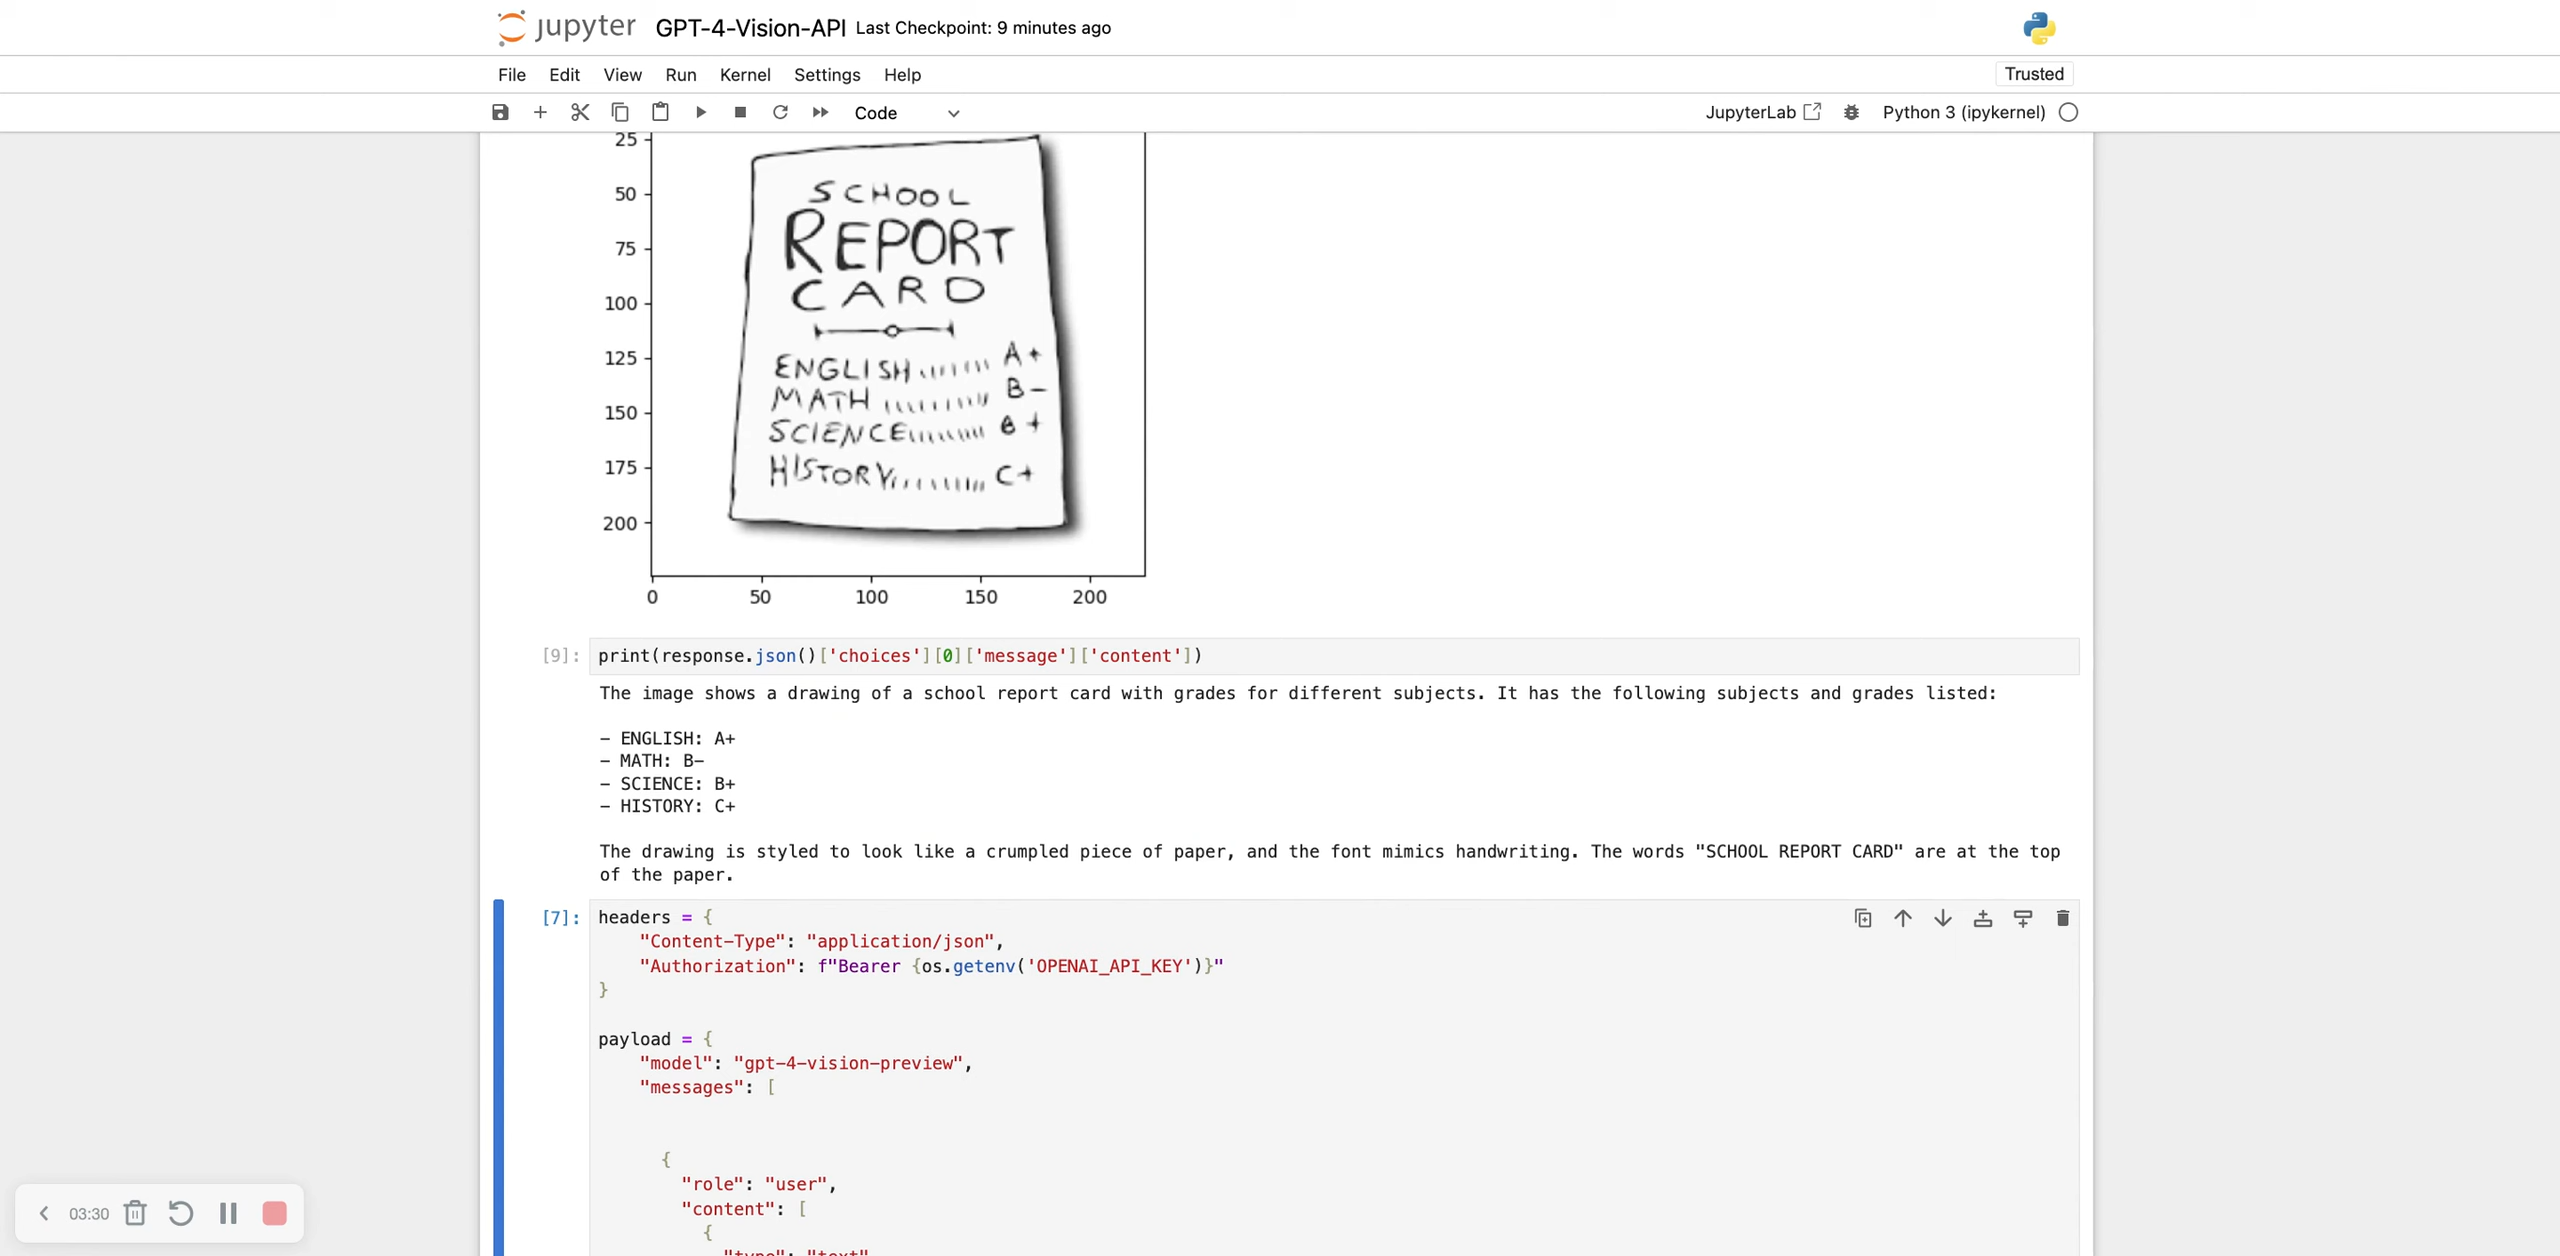 jupyter GPT-4-Vision-API Last Checkpoint: 9 minutes ago
File Edit View Run Kernel Settings Help Trusted
Code JupyterLab Python 3 (ipykernel)
25
50
75
100
125
150
175
200
SCHOOL
REPORT
CARD
ENGLISH........ A+
MATH ......... B-
SCIENCE......... B+
HISTORY......... C+
0 50 100 150 200
[9]: print(response.json()['choices'][0]['message']['content'])
The image shows a drawing of a school report card with grades for different subjects. It has the following subjects and grades listed:
- ENGLISH: A+
- MATH: B-
- SCIENCE: B+
- HISTORY: C+
The drawing is styled to look like a crumpled piece of paper, and the font mimics handwriting. The words "SCHOOL REPORT CARD" are at the top
of the paper.
[7]: headers = {
"Content-Type": "application/json",
"Authorization": f"Bearer {os.getenv('OPENAI_API_KEY')}"
}
payload = {
"model": "gpt-4-vision-preview",
"messages": [
{
"role": "user",
"content": [
{
"type": "text"
03:30